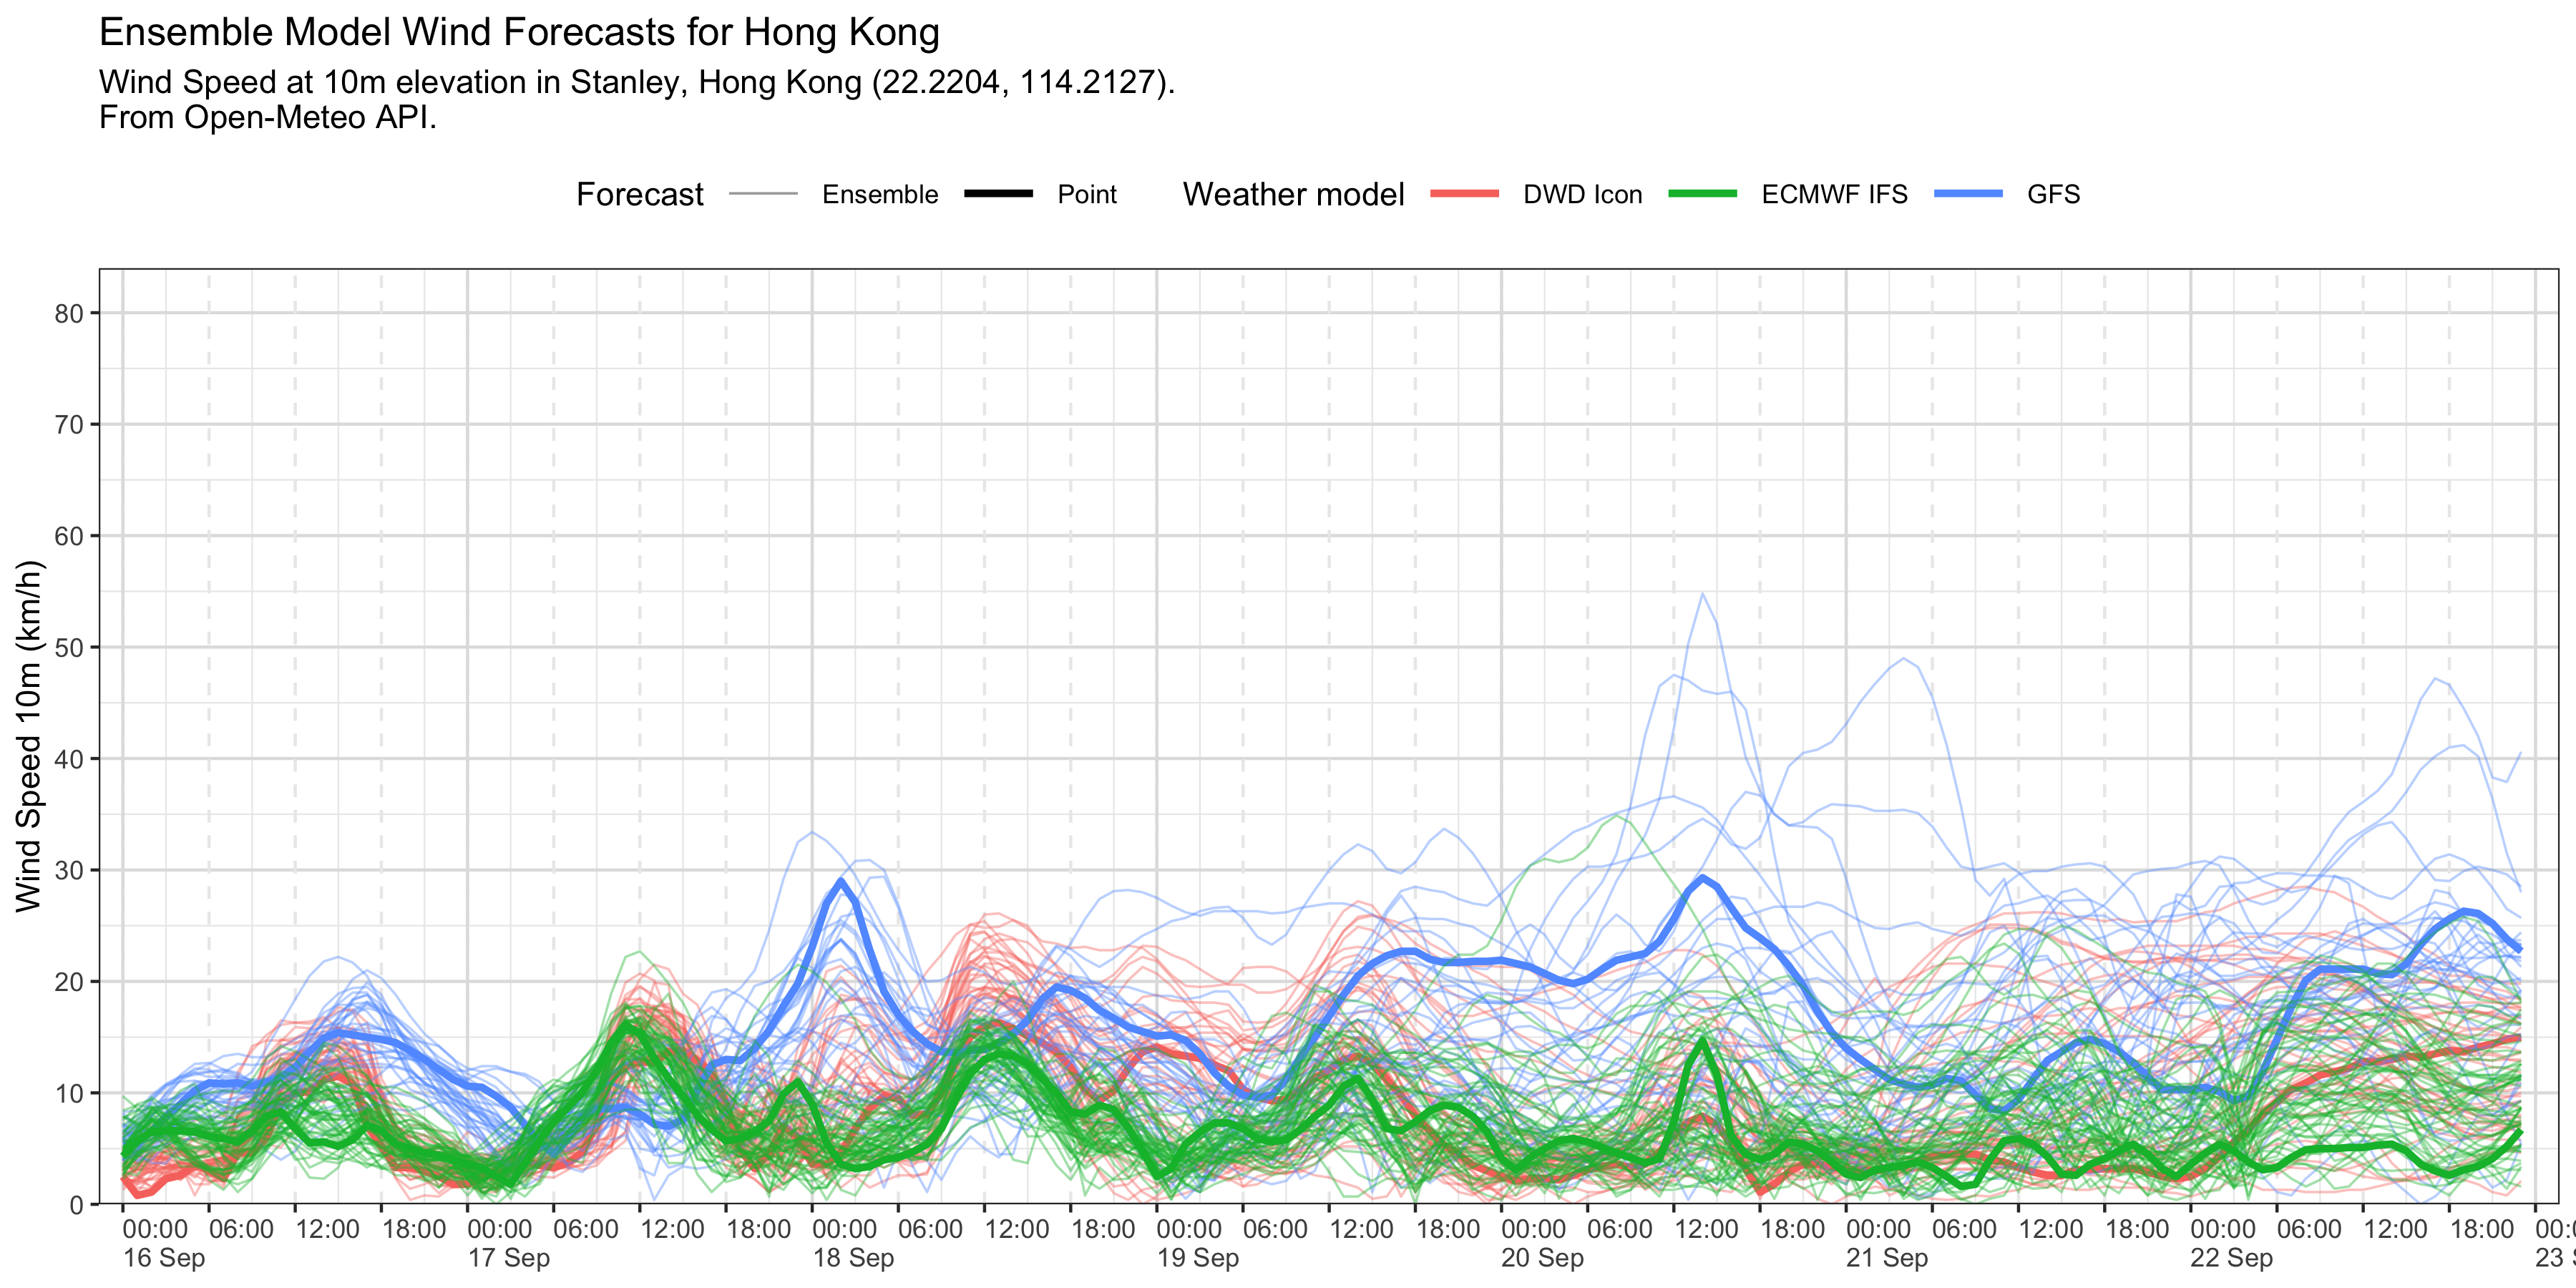 Ensemble Model Wind Forecasts for Hong Kong
Wind Speed at 10m elevation in Stanley, Hong Kong (22.2204, 114.2127).
From Open-Meteo API.
Forecast Ensemble Point Weather model DWD Icon ECMWF IFS GFS
Wind Speed 10m (km/h)
80
70
60
50
40
30
20
10
0
00:00 06:00 12:00 18:00 00:00 06:00 12:00 18:00 00:00 06:00 12:00 18:00 00:00 06:00 12:00 18:00 00:00 06:00 12:00 18:00 00:00 06:00 12:00 18:00 00:00 06:00 12:00 18:00
16 Sep 17 Sep 18 Sep 19 Sep 20 Sep 21 Sep 22 Sep 23